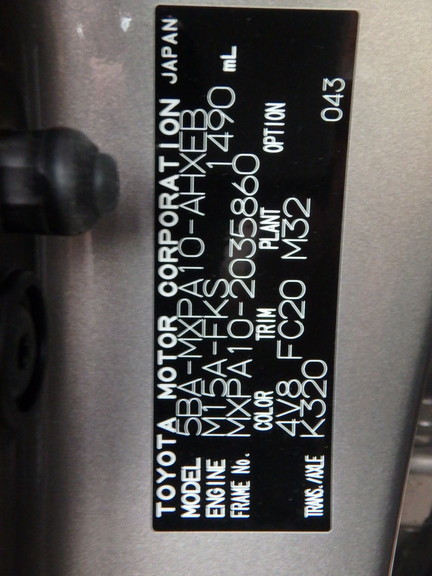 TOYOTA MOTOR CORPORATION JAPAN
MODEL 5BA-MXPA10-AHXEB
ENGINE M15A-FKS 1490 mL
FRAME No. MXPA10-2035860
COLOR TRIM PLANT OPTION
4V8 FC20 M32
TRANS./AXLE K320
043